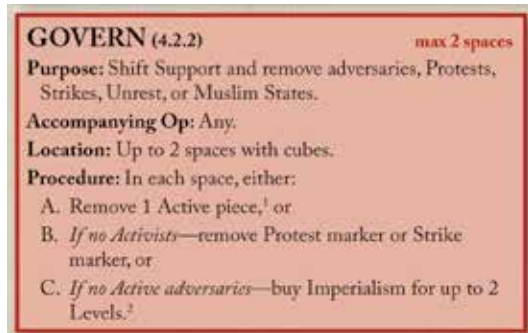 GOVERN (4.2.2) max 2 spaces
Purpose: Shift Support and remove adversaries, Protests,
Strikes, Unrest, or Muslim States.
Accompanying Op: Any.
Location: Up to 2 spaces with cubes.
Procedure: In each space, either:
A. Remove 1 Active piece,¹ or
B. If no Activists—remove Protest marker or Strike
marker, or
C. If no Active adversaries—buy Imperialism for up to 2
Levels.²